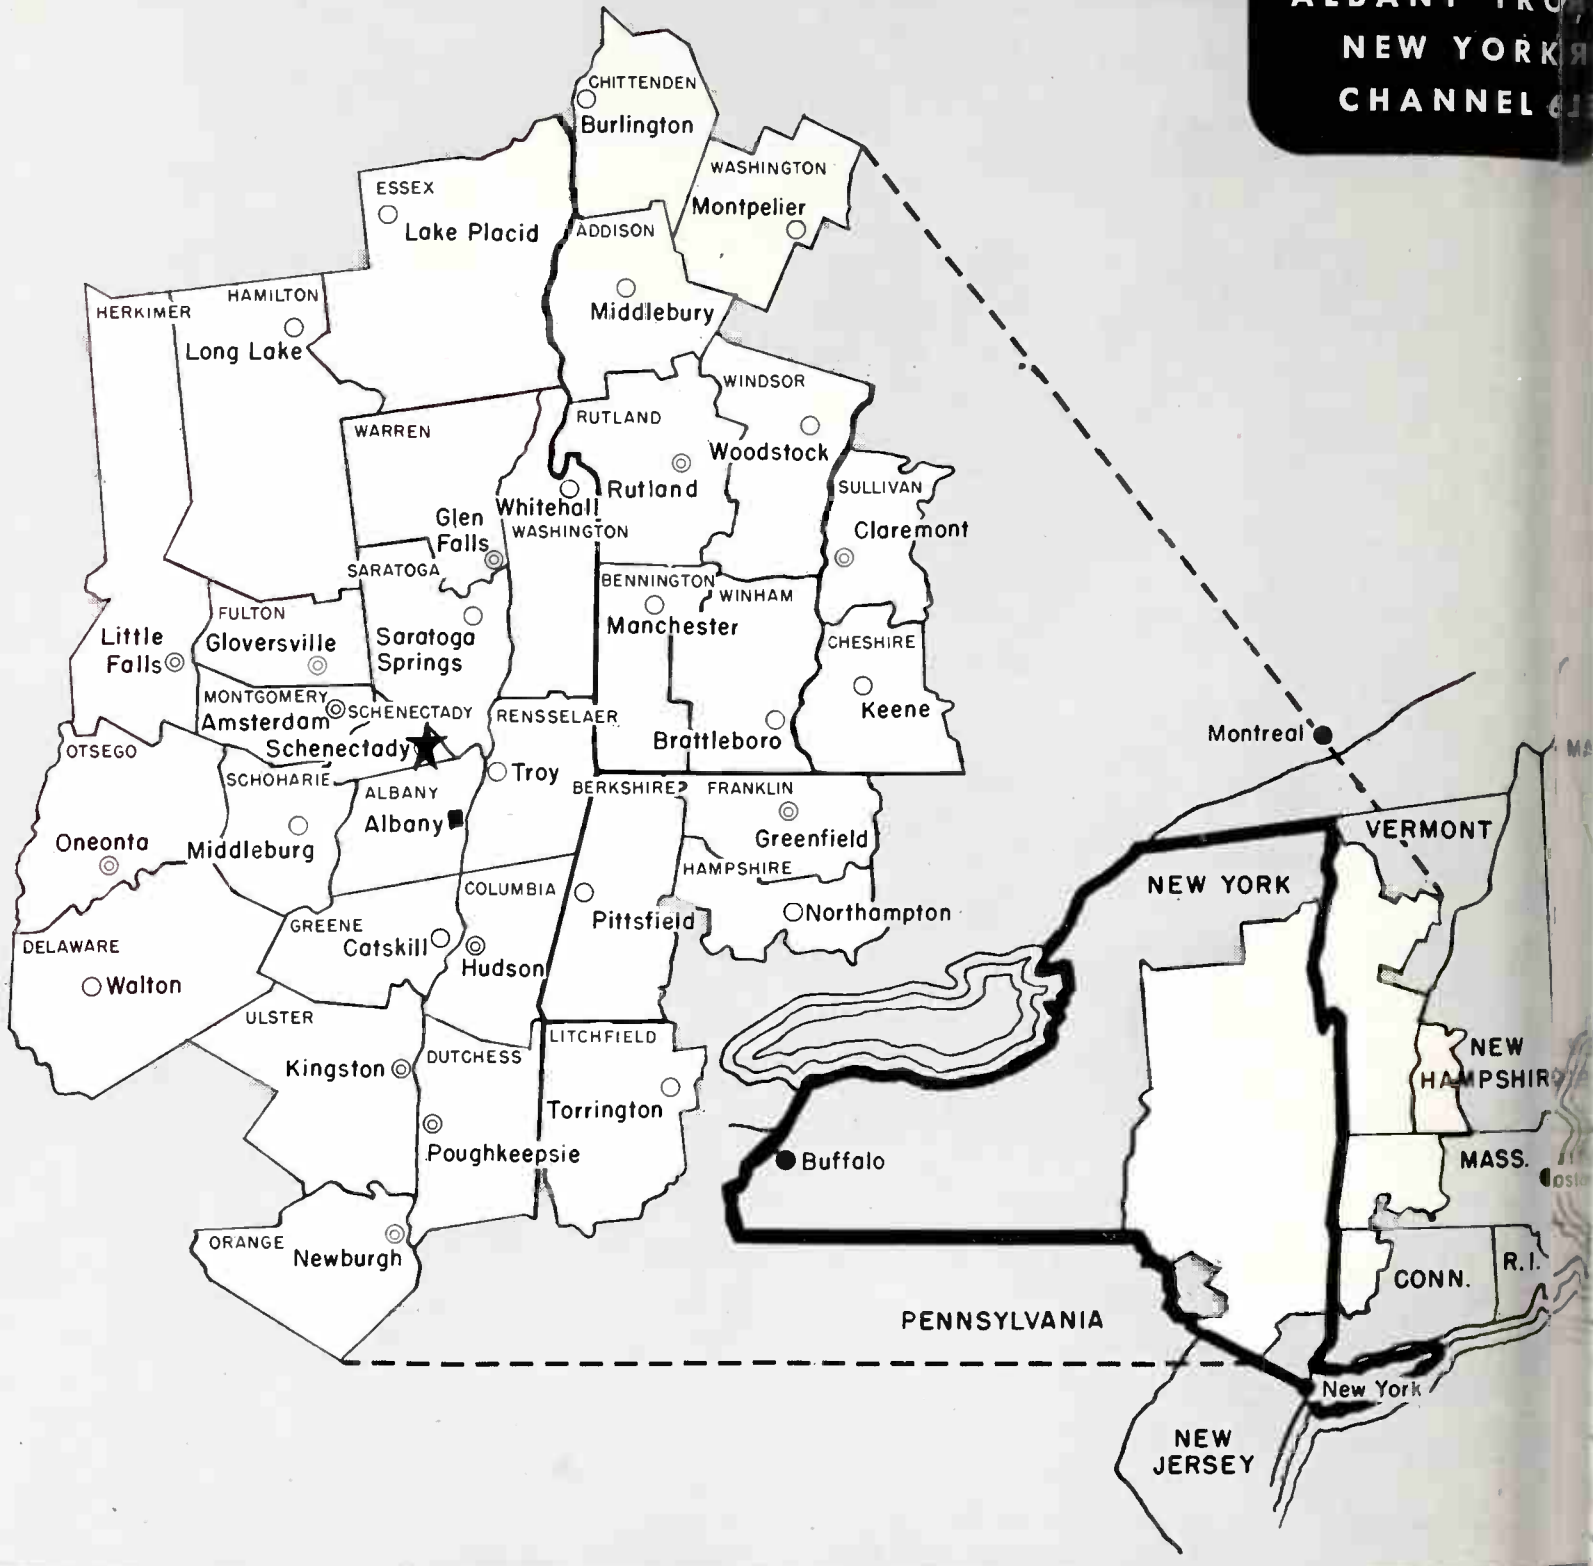 NEW YORK
CHANNEL
CHITTENDEN
Burlington
WASHINGTON
Montpelier
ESSEX
Lake Placid
ADDISON
Middlebury
HAMILTON
HERKIMER
Long Lake
WINDSOR
Woodstock
RUTLAND
Rutland
WARREN
Whitehall
WASHINGTON
Glen
Falls
SULLIVAN
Claremont
SARATOGA
BENNINGTON
WINHAM
Manchester
FULTON
Gloversville
Saratoga
Springs
Little
Falls
CHESHIRE
Keene
MONTGOMERY
Amsterdam
SCHENECTADY
Schenectady
RENSSELAER
Troy
Brattleboro
Montreal
OTSEGO
SCHOHARIE
ALBANY
Albany
BERKSHIRE
FRANKLIN
Greenfield
Oneonta
Middleburg
HAMPSHIRE
VERMONT
NEW YORK
COLUMBIA
Pittsfield
Northampton
GREENE
Catskill
Hudson
DELAWARE
Walton
ULSTER
Kingston
DUTCHESS
Poughkeepsie
LITCHFIELD
Torrington
NEW
HAMPSHIR
Buffalo
MASS.
ORANGE
Newburgh
CONN.
R.I.
PENNSYLVANIA
New York
NEW
JERSEY